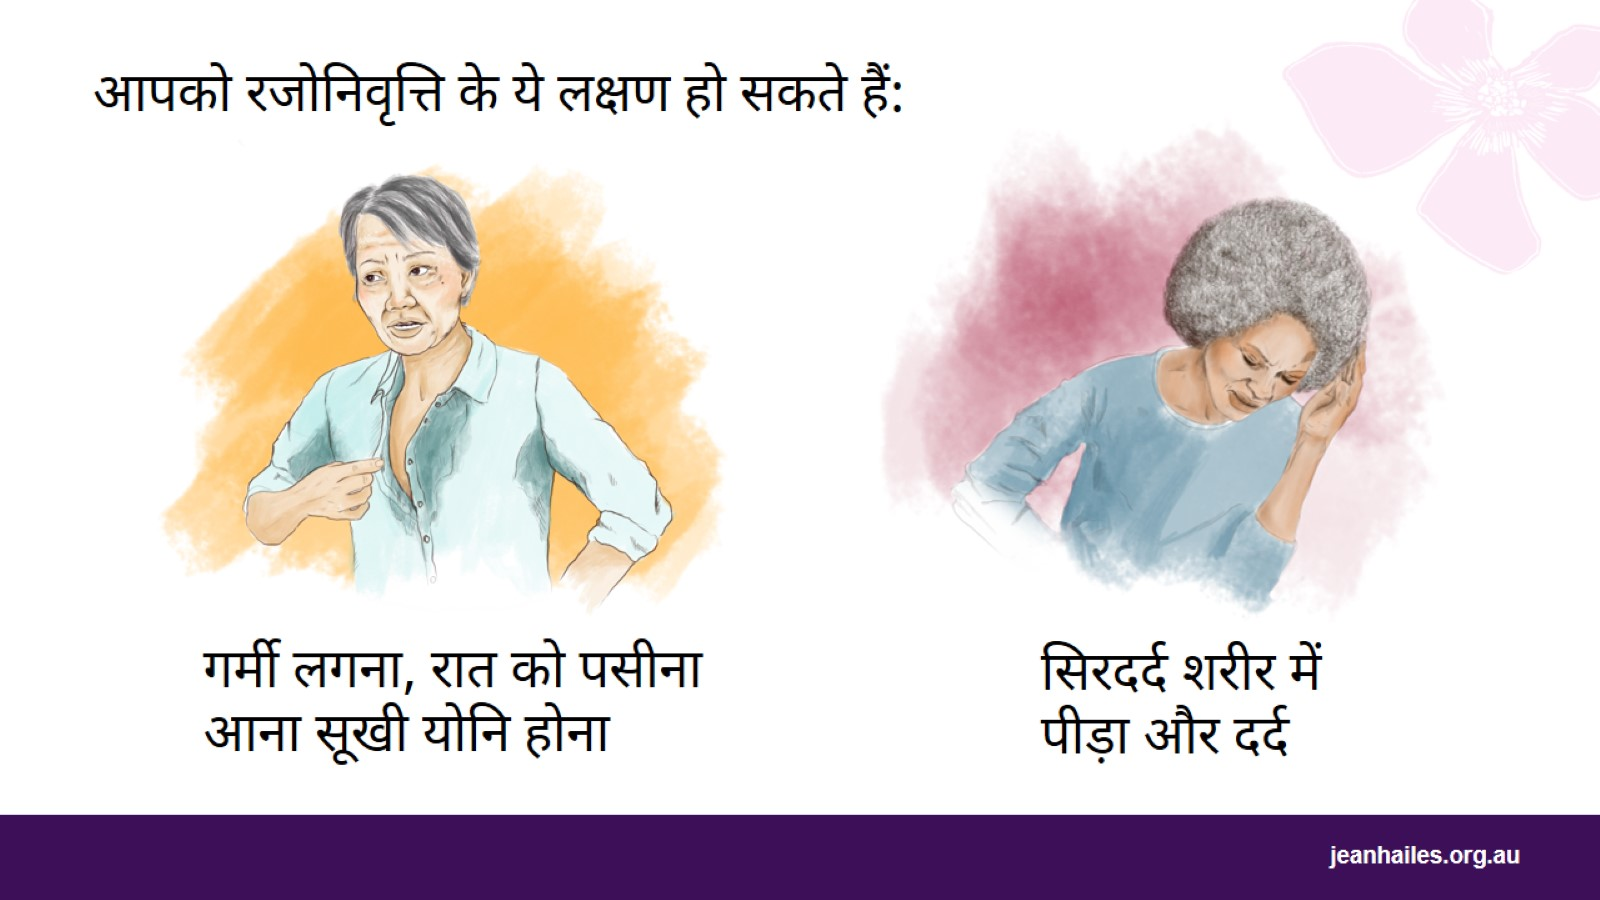 आपको रजोनिवृत्ति के ये लक्षण हो सकते हैं:
गर्मी लगना, रात को पसीना
आना सूखी योनि होना
सिरदर्द शरीर में
पीड़ा और दर्द
jeanhailes.org.au